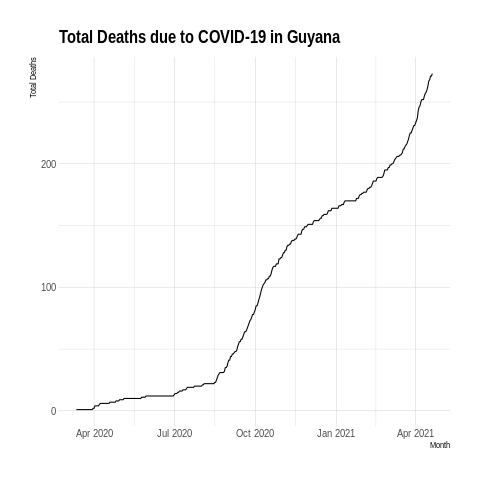 Total Deaths due to COVID-19 in Guyana
Total Deaths
200
100
0
Apr 2020 Jul 2020 Oct 2020 Jan 2021 Apr 2021
Month